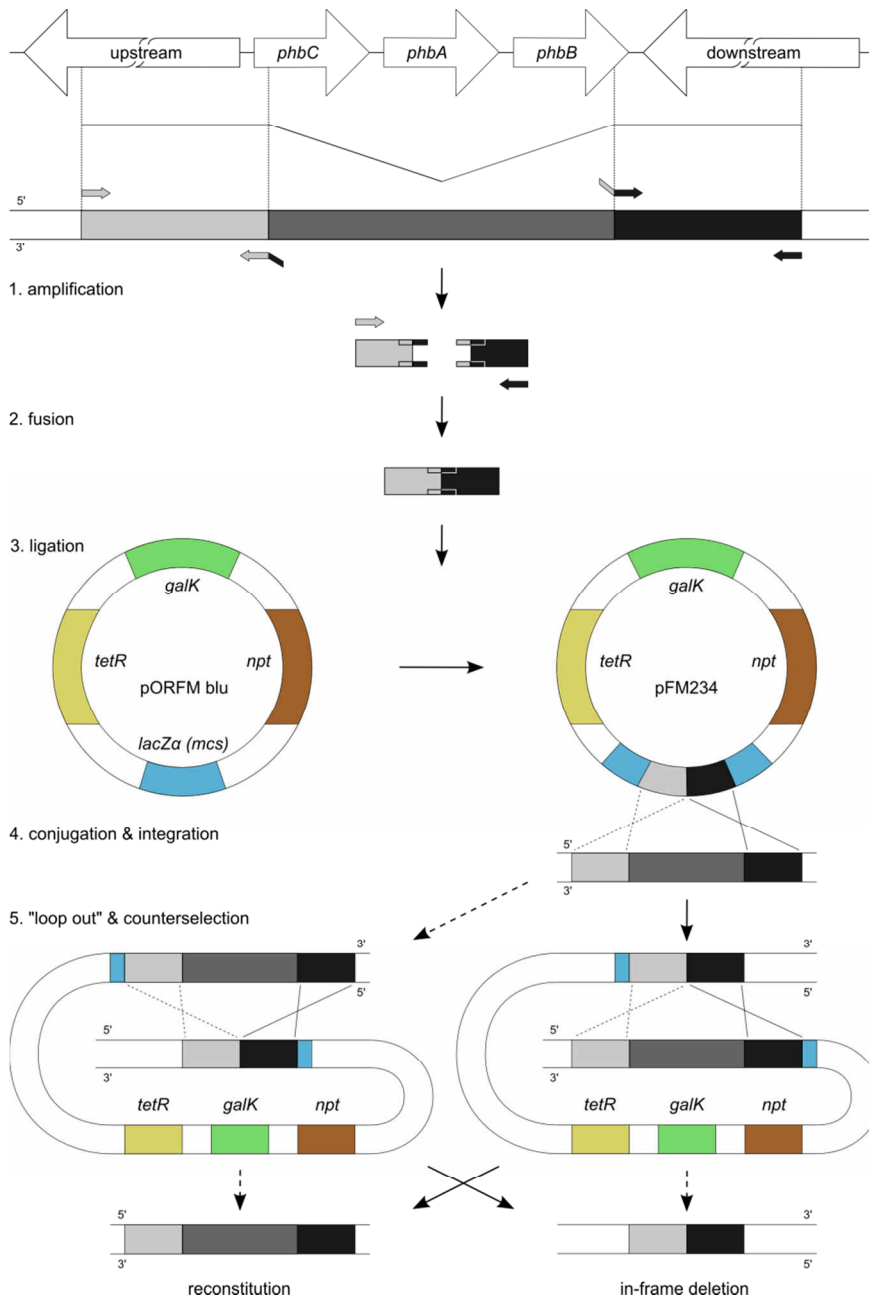 upstream phbC phbA phbB downstream
5'
3'
1. amplification
2. fusion
3. ligation
galK galK
tetR npt tetR npt
pORFM blu pFM234
lacZα (mcs)
4. conjugation & integration
5'
3'
5. "loop out" & counterselection
3' 3'
5' 5'
5' 5'
3' 3'
tetR galK npt tetR galK npt
5' 3'
3' 5'
reconstitution in-frame deletion